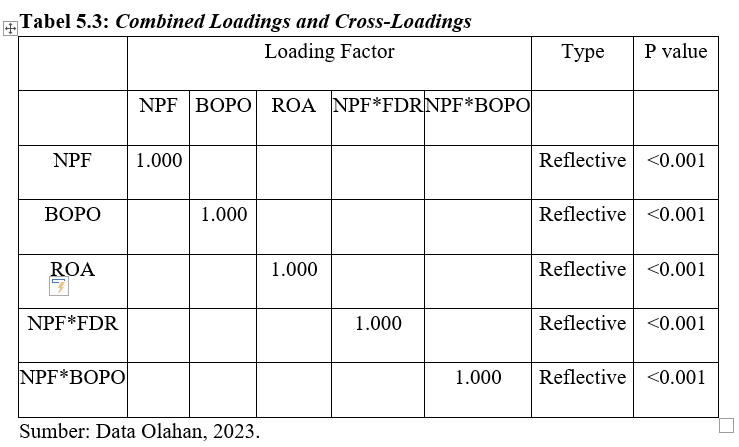 Tabel 5.3: Combined Loadings and Cross-Loadings
Loading Factor Type P value
NPF BOPO ROA NPF*FDR NPF*BOPO
NPF 1.000 Reflective <0.001
BOPO 1.000 Reflective <0.001
ROA 1.000 Reflective <0.001
NPF*FDR 1.000 Reflective <0.001
NPF*BOPO 1.000 Reflective <0.001
Sumber: Data Olahan, 2023.